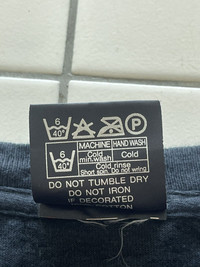 6
40°
P
MACHINE HAND WASH
6
40°
Cold
min.wash
Cold
Cold rinse
Short spin. Do not wring
DO NOT TUMBLE DRY
DO NOT IRON
IF DECORATED
COTTON